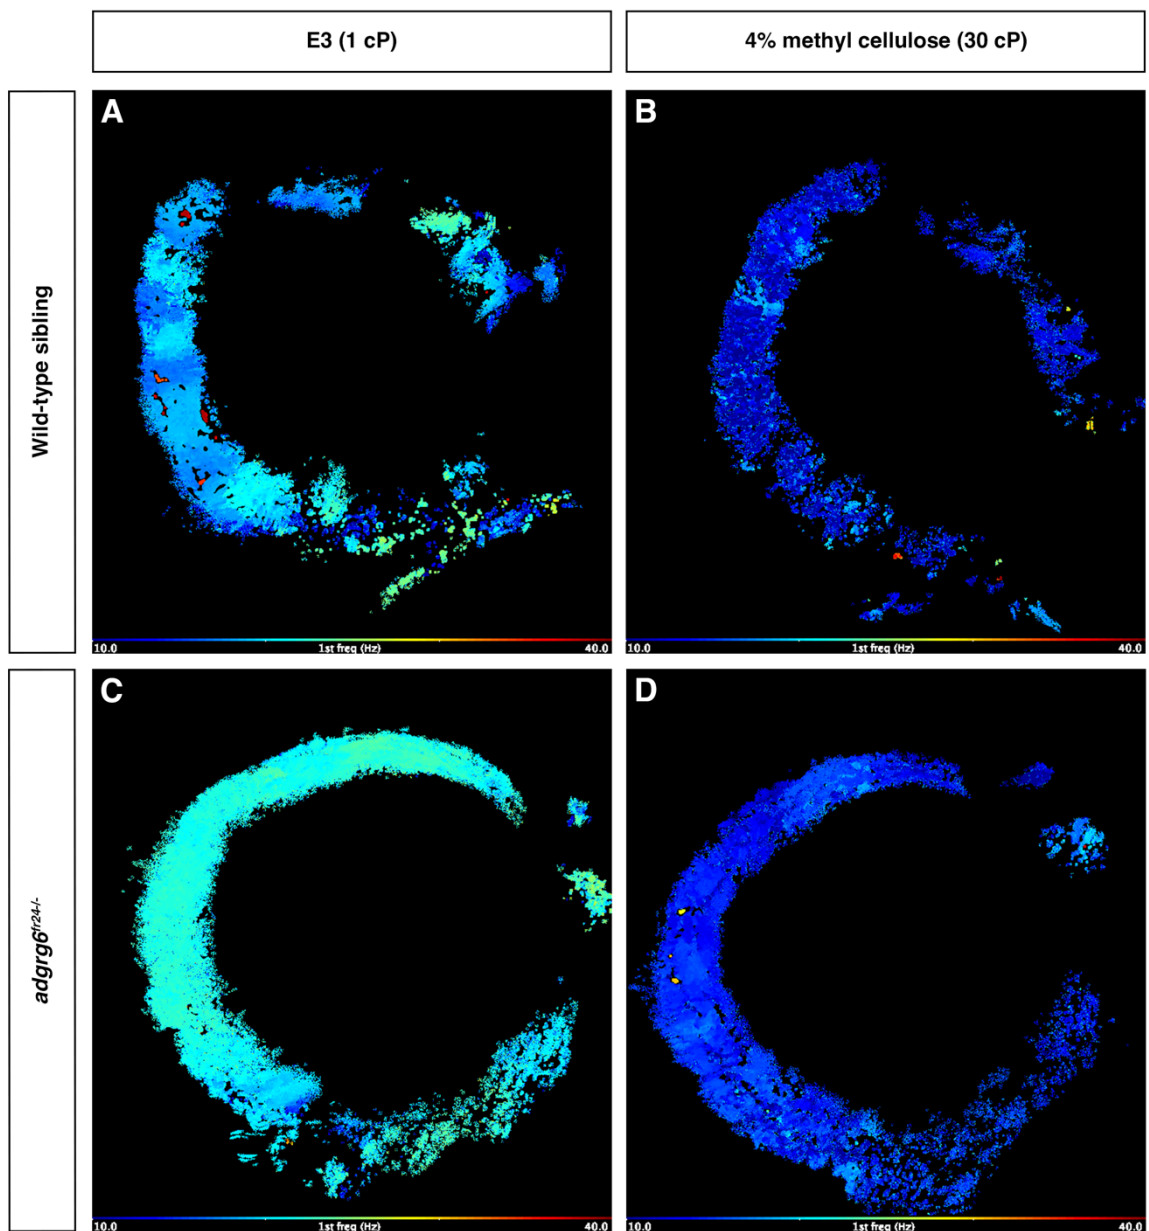 E3 (1 cP)
4% methyl cellulose (30 cP)
Wild-type sibling
A
B
10.0 1st freq (Hz) 40.0
10.0 1st freq (Hz) 40.0
adgrg6fr24-/-
C
D
10.0 1st freq (Hz) 40.0
10.0 1st freq (Hz) 40.0